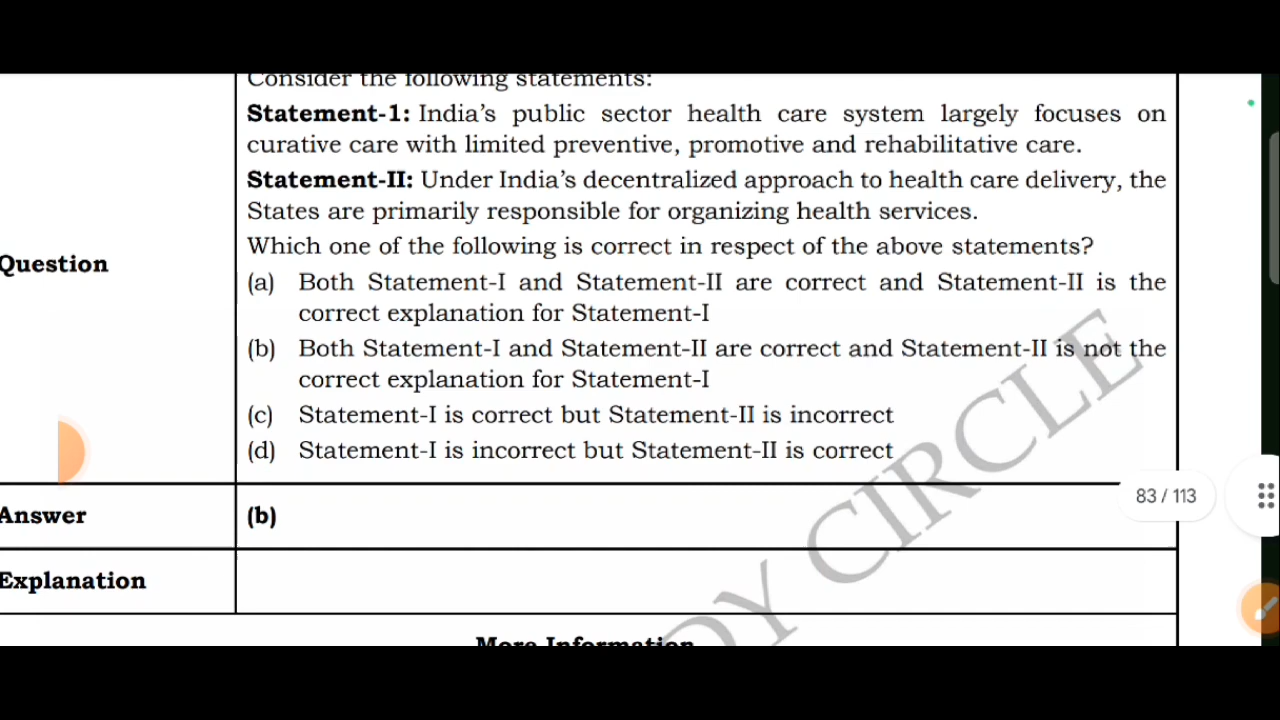 Consider the following statements:
Statement-1: India's public sector health care system largely focuses on
curative care with limited preventive, promotive and rehabilitative care.
Statement-II: Under India's decentralized approach to health care delivery, the
States are primarily responsible for organizing health services.
Which one of the following is correct in respect of the above statements?
Question
(a) Both Statement-I and Statement-II are correct and Statement-II is the
correct explanation for Statement-I
(b) Both Statement-I and Statement-II are correct and Statement-II is not the
correct explanation for Statement-I
(c) Statement-I is correct but Statement-II is incorrect
(d) Statement-I is incorrect but Statement-II is correct
83 / 113
Answer
(b)
Explanation
More Information
DY CIRCLE